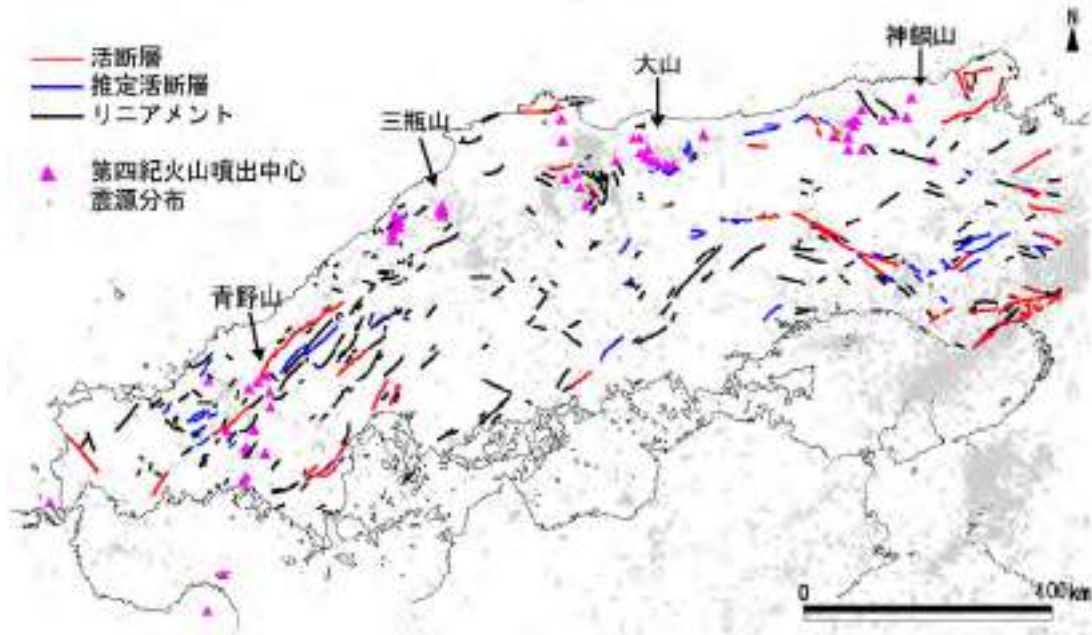 N
神鍋山
大山
三瓶山
青野山
活断層
推定活断層
リニアメント
第四紀火山噴出中心
震源分布
0 100km